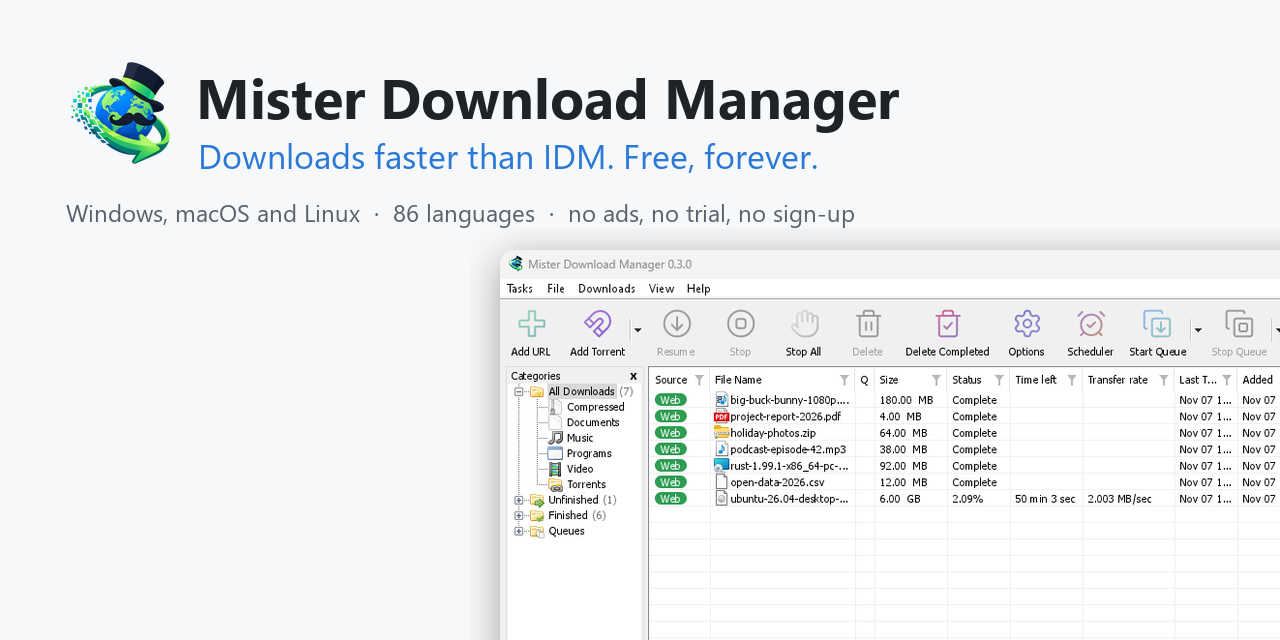 Mister Download Manager
Downloads faster than IDM. Free, forever.
Windows, macOS and Linux · 86 languages · no ads, no trial, no sign-up
Mister Download Manager 0.3.0
Tasks File Downloads View Help
Add URL Add Torrent Resume Stop Stop All Delete Delete Completed Options Scheduler Start Queue Stop Queue
Categories x
All Downloads (7)
Compressed
Documents
Music
Programs
Video
Torrents
Unfinished (1)
Finished (6)
Queues
Source File Name Q Size Status Time left Transfer rate Last T... Added
Web big-buck-bunny-1080p.... 180.00 MB Complete Nov 07 1... Nov 07
Web project-report-2026.pdf 4.00 MB Complete Nov 07 1... Nov 07
Web holiday-photos.zip 64.00 MB Complete Nov 07 1... Nov 07
Web podcast-episode-42.mp3 38.00 MB Complete Nov 07 1... Nov 07
Web rust-1.99.1-x86_64-pc-... 92.00 MB Complete Nov 07 1... Nov 07
Web open-data-2026.csv 12.00 MB Complete Nov 07 1... Nov 07
Web ubuntu-26.04-desktop-... 6.00 GB 2.09% 50 min 3 sec 2.003 MB/sec Nov 07 1... Nov 07